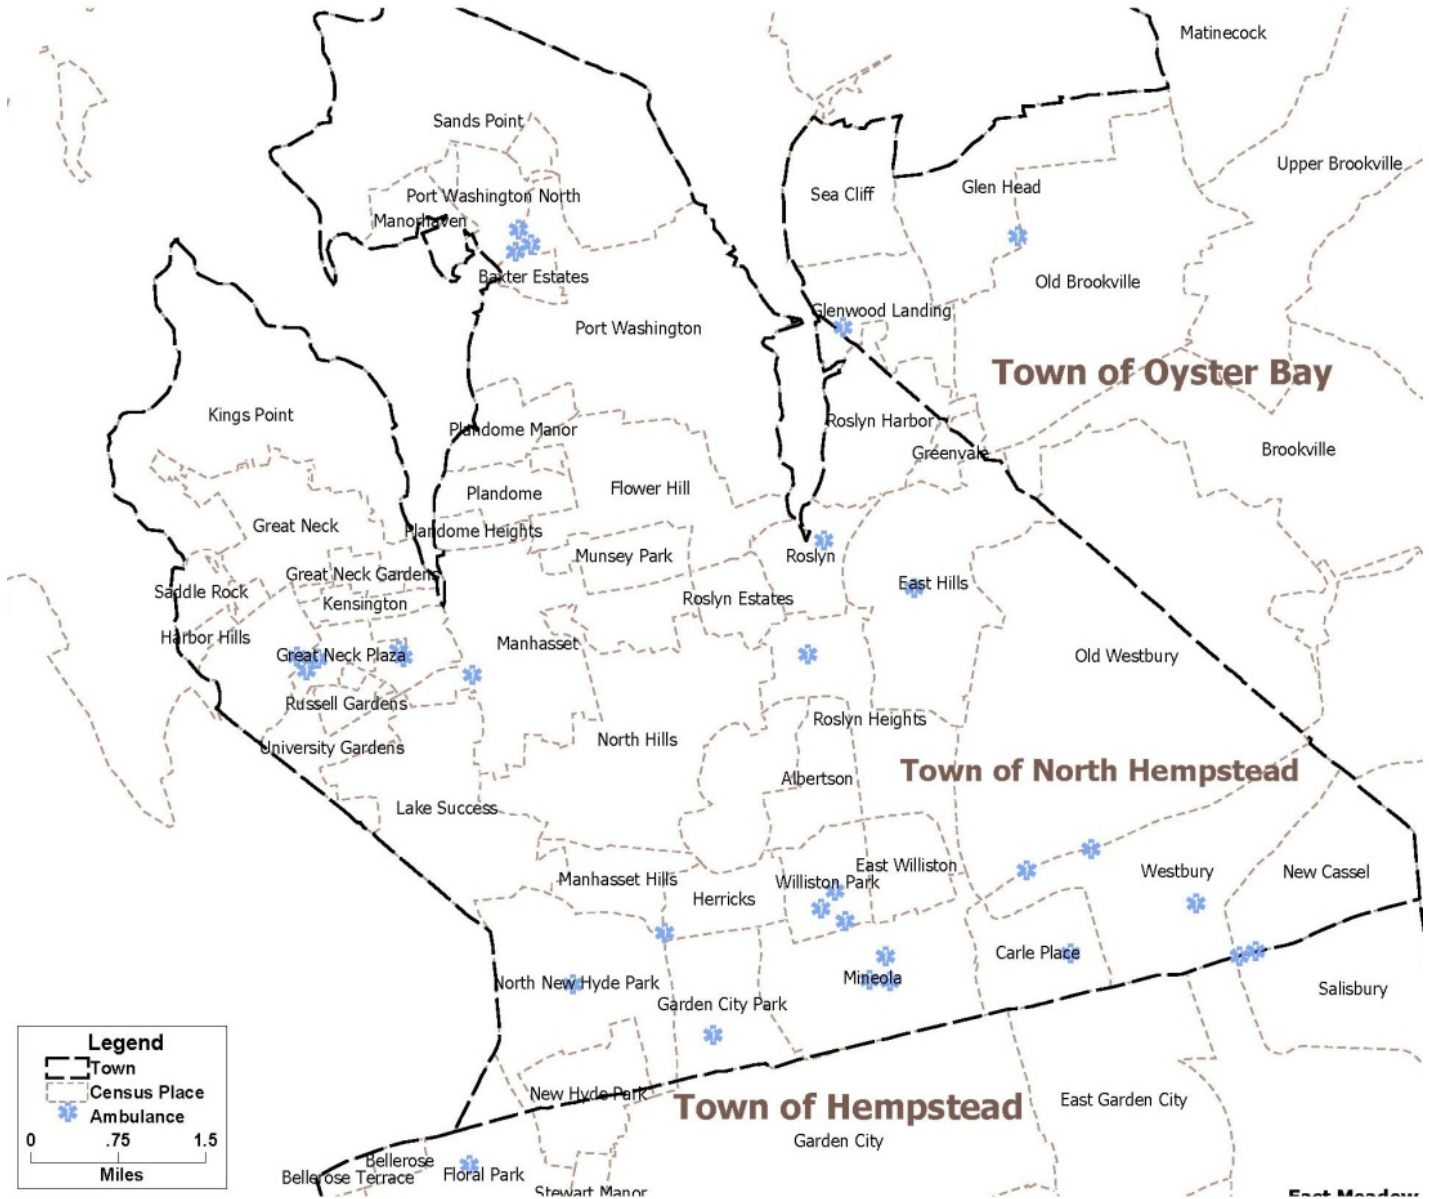 Matinecock
Sands Point
Upper Brookville
Port Washington North
Sea Cliff
Glen Head
Manorhaven
Baxter Estates
Old Brookville
Glenwood Landing
Port Washington
Town of Oyster Bay
Kings Point
Plandome Manor
Roslyn Harbor
Greenvale
Brookville
Plandome
Flower Hill
Great Neck
Plandome Heights
Munsey Park
Roslyn
Great Neck Gardens
East Hills
Saddle Rock
Kensington
Roslyn Estates
Harbor Hills
Manhasset
Great Neck Plaza
Old Westbury
Russell Gardens
Roslyn Heights
University Gardens
North Hills
Town of North Hempstead
Albertson
Lake Success
East Williston
Manhasset Hills
Williston Park
Westbury
New Cassel
Herricks
Carle Place
Mineola
North New Hyde Park
Salisbury
Garden City Park
New Hyde Park
Town of Hempstead
East Garden City
Garden City
Bellerose
Bellerose Terrace
Floral Park
Stewart Manor
East Meadow
Legend
Town
Census Place
Ambulance
0 .75 1.5
Miles